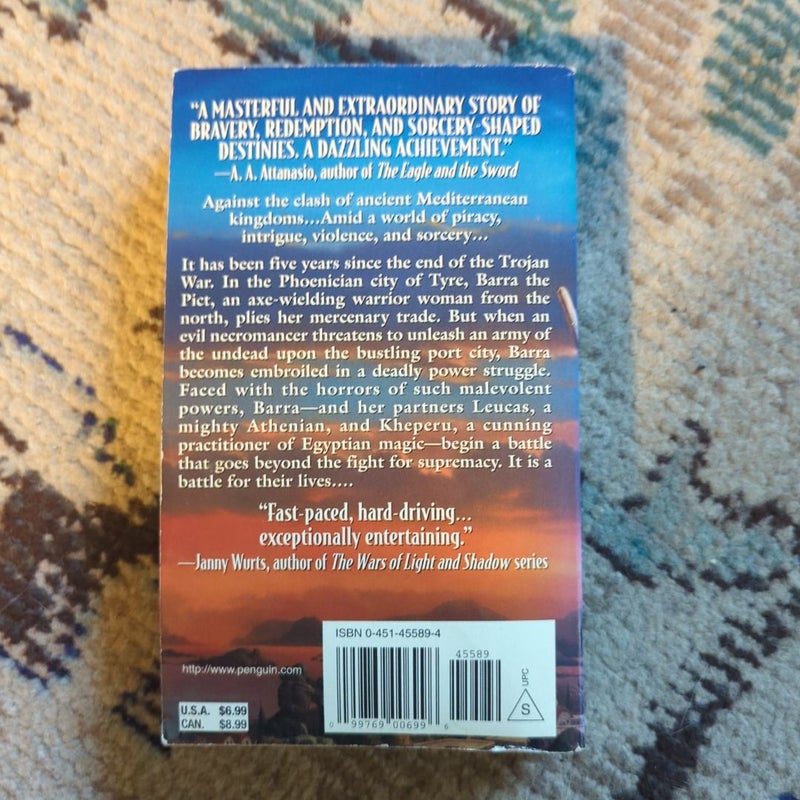 “A MASTERFUL AND EXTRAORDINARY STORY OF
BRAVERY, REDEMPTION, AND SORCERY-SHAPED
DESTINIES. A DAZZLING ACHIEVEMENT.”
—A. A. Attanasio, author of The Eagle and the Sword
Against the clash of ancient Mediterranean
kingdoms...Amid a world of piracy,
intrigue, violence, and sorcery...
It has been five years since the end of the Trojan
War. In the Phoenician city of Tyre, Barra the
Pict, an axe-wielding warrior woman from the
north, plies her mercenary trade. But when an
evil necromancer threatens to unleash an army of
the undead upon the bustling port city, Barra
becomes embroiled in a deadly power struggle.
Faced with the horrors of such malevolent
powers, Barra—and her partners Leucas, a
mighty Athenian, and Kheperu, a cunning
practitioner of Egyptian magic—begin a battle
that goes beyond the fight for supremacy. It is a
battle for their lives....
“Fast-paced, hard-driving...
exceptionally entertaining.”
—Janny Wurts, author of The Wars of Light and Shadow series
ISBN 0-451-45589-4
45589
UPC
S
http://www.penguin.com
U.S.A. $6.99
CAN. $8.99
0 99769 00699 6